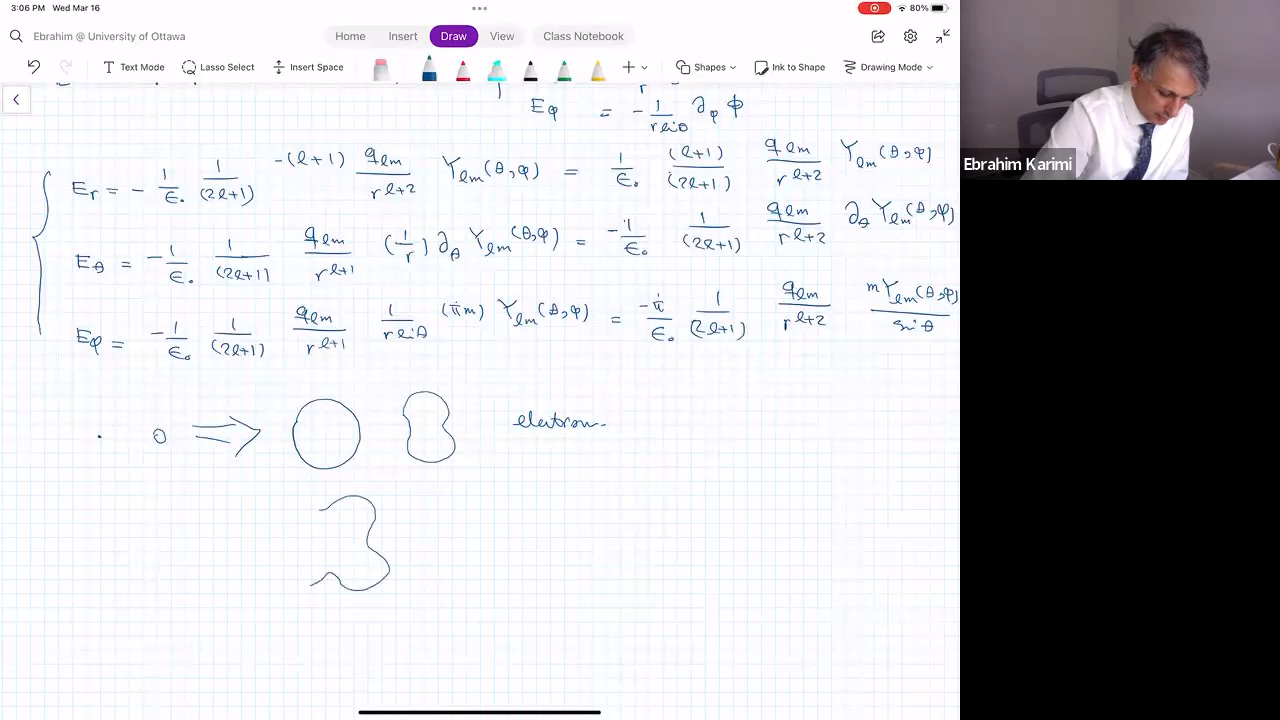 3:06 PM Wed Mar 16
80%
Ebrahim @ University of Ottawa
Home Insert Draw View Class Notebook
Text Mode Lasso Select Insert Space Shapes Ink to Shape Drawing Mode
Eφ = - 1/(r sinθ) ∂φ Φ
Er = - 1/ε₀ 1/(2l+1) -(l+1) qlm/r^(l+2) Ylm(θ,φ) = 1/ε₀ (l+1)/(2l+1) qlm/r^(l+2) Ylm(θ,φ)
Eθ = -1/ε₀ 1/(2l+1) qlm/r^(l+1) (1/r) ∂θ Ylm(θ,φ) = -1/ε₀ 1/(2l+1) qlm/r^(l+2) ∂θ Ylm(θ,φ)
Eφ = -1/ε₀ 1/(2l+1) qlm/r^(l+1) 1/(r sinθ) (im) Ylm(θ,φ) = -i/ε₀ 1/(2l+1) qlm/r^(l+2) mYlm(θ,φ)/sinθ
⇒
Ebrahim Karimi